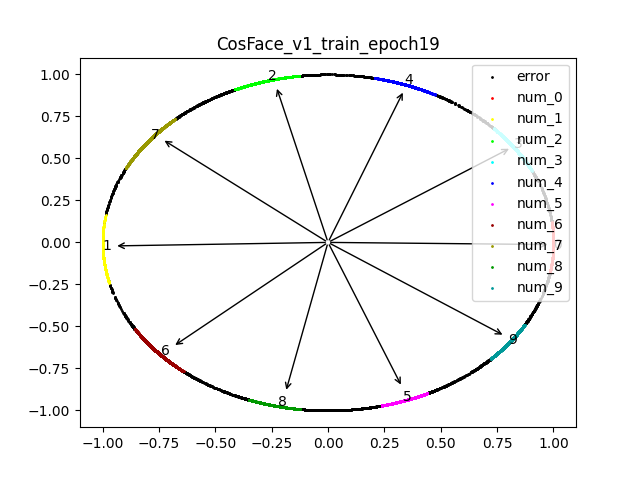 CosFace_v1_train_epoch19
1.00
0.75
0.50
0.25
0.00
−0.25
−0.50
−0.75
−1.00
−1.00
−0.75
−0.50
−0.25
0.00
0.25
0.50
0.75
1.00
2
4
7
1
6
8
5
9
error
num_0
num_1
num_2
num_3
num_4
num_5
num_6
num_7
num_8
num_9